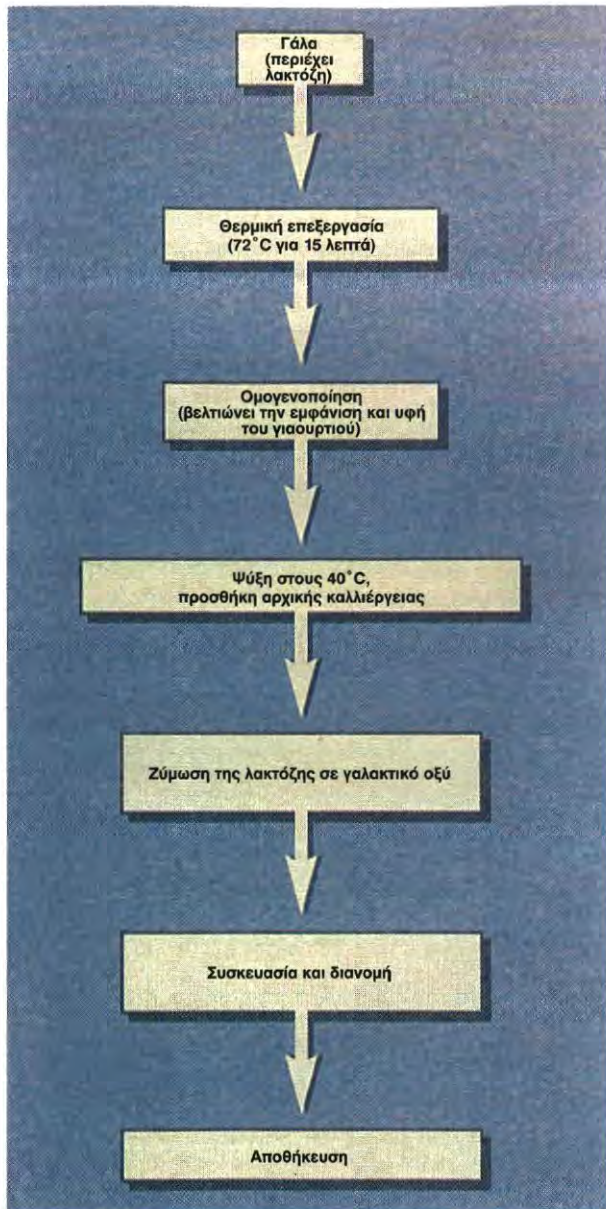 Γάλα
(περιέχει
λακτόζη)
Θερμική επεξεργασία
(72°C για 15 λεπτά)
Ομογενοποίηση
(βελτιώνει την εμφάνιση και υφή
του γιαουρτιού)
Ψύξη στους 40°C,
προσθήκη αρχικής καλλιέργειας
Ζύμωση της λακτόζης σε γαλακτικό οξύ
Συσκευασία και διανομή
Αποθήκευση